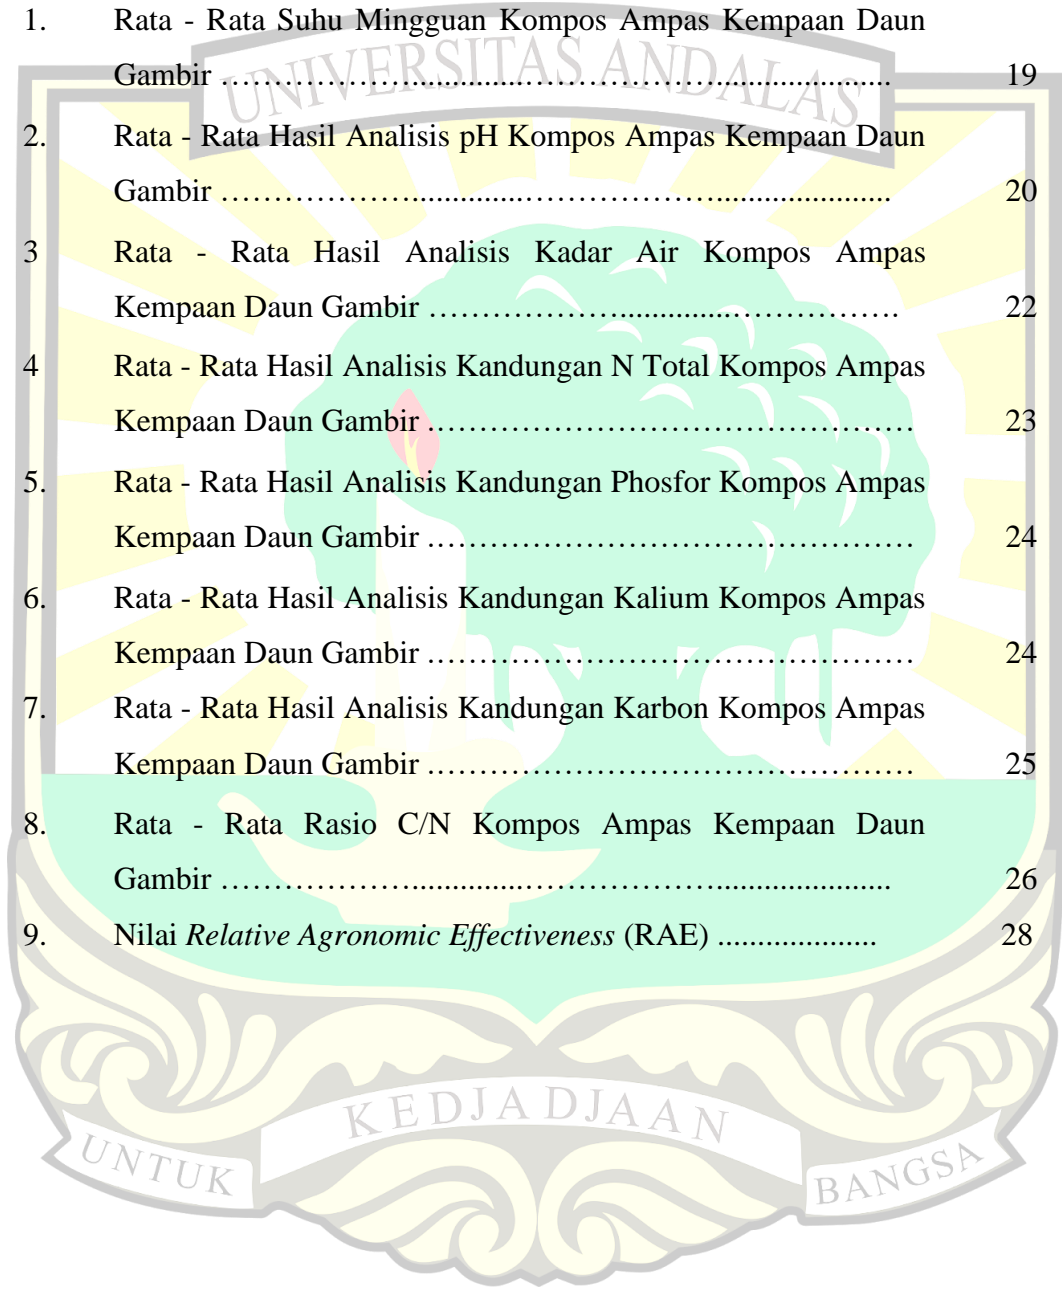 1. Rata - Rata Suhu Mingguan Kompos Ampas Kempaan Daun
Gambir ………………..............………………...................... 19
2. Rata - Rata Hasil Analisis pH Kompos Ampas Kempaan Daun
Gambir ………………..............………………...................... 20
3 Rata - Rata Hasil Analisis Kadar Air Kompos Ampas
Kempaan Daun Gambir ………………..............……………. 22
4 Rata - Rata Hasil Analisis Kandungan N Total Kompos Ampas
Kempaan Daun Gambir ……………………………………… 23
5. Rata - Rata Hasil Analisis Kandungan Phosfor Kompos Ampas
Kempaan Daun Gambir ……………………………………… 24
6. Rata - Rata Hasil Analisis Kandungan Kalium Kompos Ampas
Kempaan Daun Gambir ……………………………………… 24
7. Rata - Rata Hasil Analisis Kandungan Karbon Kompos Ampas
Kempaan Daun Gambir ……………………………………… 25
8. Rata - Rata Rasio C/N Kompos Ampas Kempaan Daun
Gambir ………………..............………………...................... 26
9. Nilai Relative Agronomic Effectiveness (RAE) .................... 28
UNIVERSITAS ANDALAS
UNTUK KEDJADJAAN BANGSA